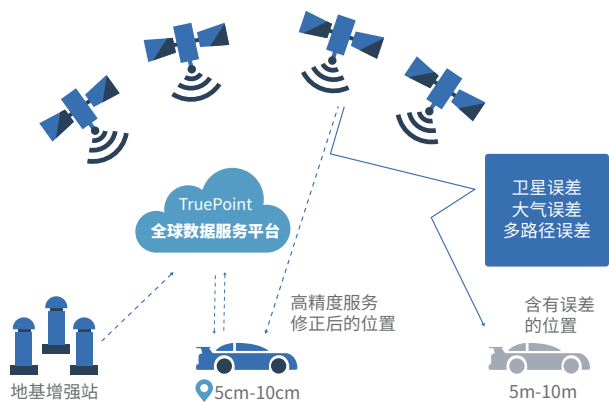 卫星误差
大气误差
多路径误差
TruePoint
全球数据服务平台
高精度服务
修正后的位置
含有误差
的位置
地基增强站
5cm-10cm
5m-10m